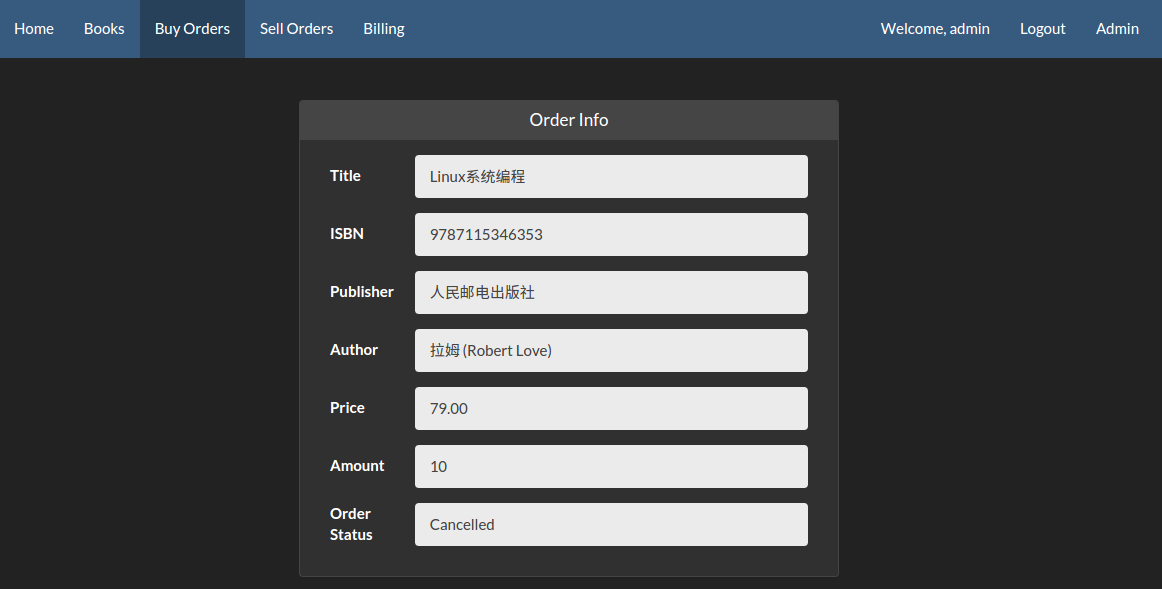 Home Books Buy Orders Sell Orders Billing Welcome, admin Logout Admin
Order Info
Title Linux系统编程
ISBN 9787115346353
Publisher 人民邮电出版社
Author 拉姆 (Robert Love)
Price 79.00
Amount 10
Order
Status Cancelled